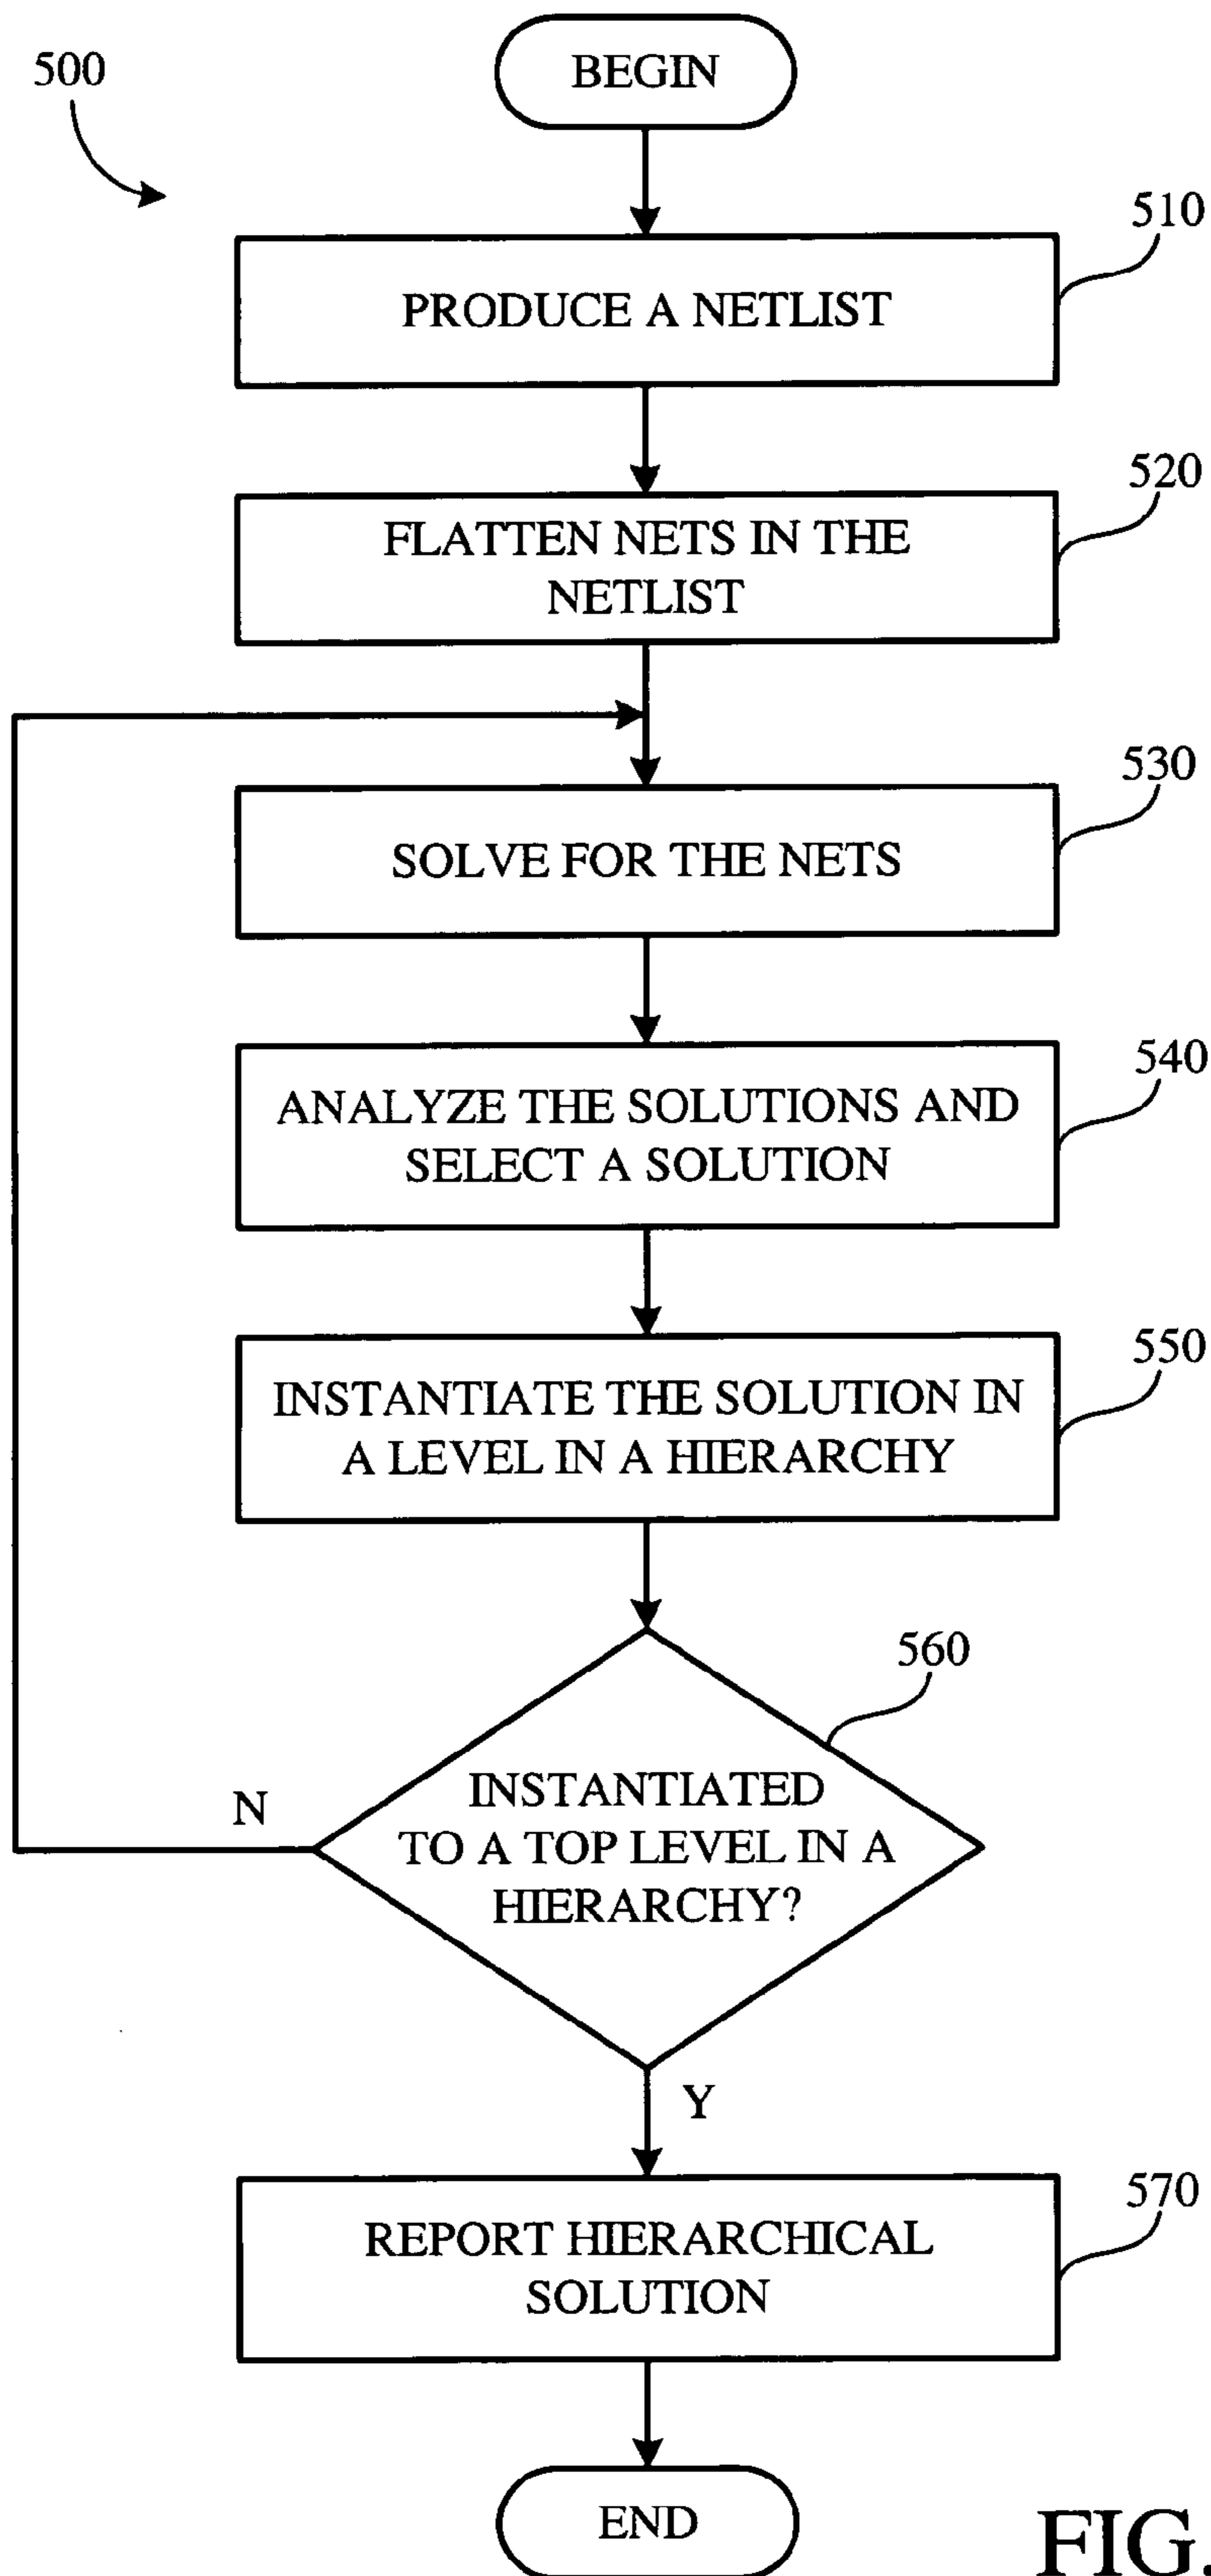 500
BEGIN
510
PRODUCE A NETLIST
520
FLATTEN NETS IN THE
NETLIST
530
SOLVE FOR THE NETS
540
ANALYZE THE SOLUTIONS AND
SELECT A SOLUTION
550
INSTANTIATE THE SOLUTION IN
A LEVEL IN A HIERARCHY
560
INSTANTIATED
TO A TOP LEVEL IN A
HIERARCHY?
N
Y
570
REPORT HIERARCHICAL
SOLUTION
END
FIG.